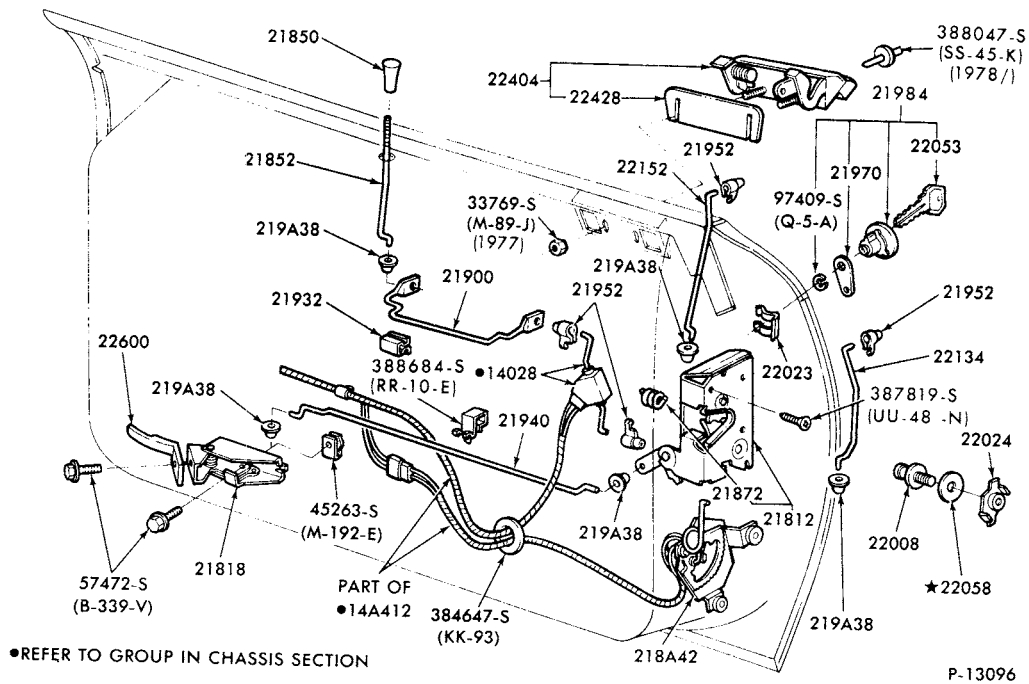 21850
388047-S
(SS-45-K)
(1978/)
22404
22428
21984
22053
21852
21952
22152
21970
33769-S
(M-89-J)
(1977)
97409-S
(Q-5-A)
219A38
219A38
21932
21900
21952
21952
22600
388684-S
(RR-10-E)
●14028
22023
22134
219A38
387819-S
(UU-48 -N)
21940
22024
45263-S
(M-192-E)
219A38
21872
21812
22008
21818
57472-S
(B-339-V)
PART OF
●14A412
384647-S
(KK-93)
★22058
219A38
218A42
●REFER TO GROUP IN CHASSIS SECTION
P-13096